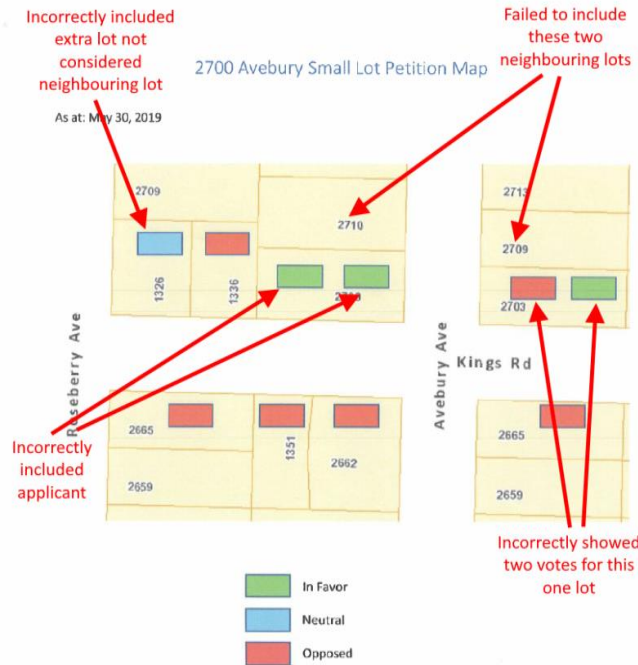 Incorrectly included
extra lot not
considered
neighbouring lot
Failed to include
these two
neighbouring lots
2700 Avebury Small Lot Petition Map
As at: May 30, 2019
2709
2710
2713
2709
1326
1336
2703
Roseberry Ave
Avebury Ave
Kings Rd
2665
1351
2662
2665
2659
2659
Incorrectly
included
applicant
Incorrectly showed
two votes for this
one lot
In Favor
Neutral
Opposed